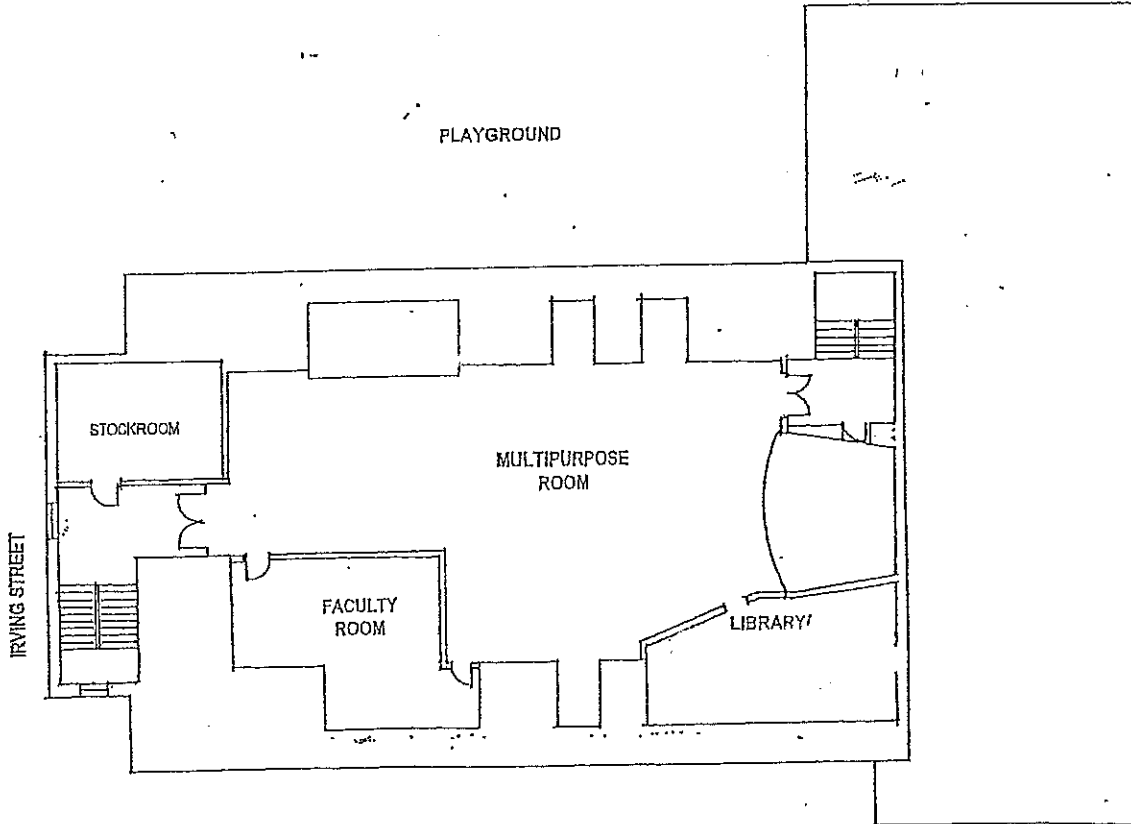 PLAYGROUND
STOCKROOM
MULTIPURPOSE
ROOM
IRVING STREET
FACULTY
ROOM
LIBRARY/